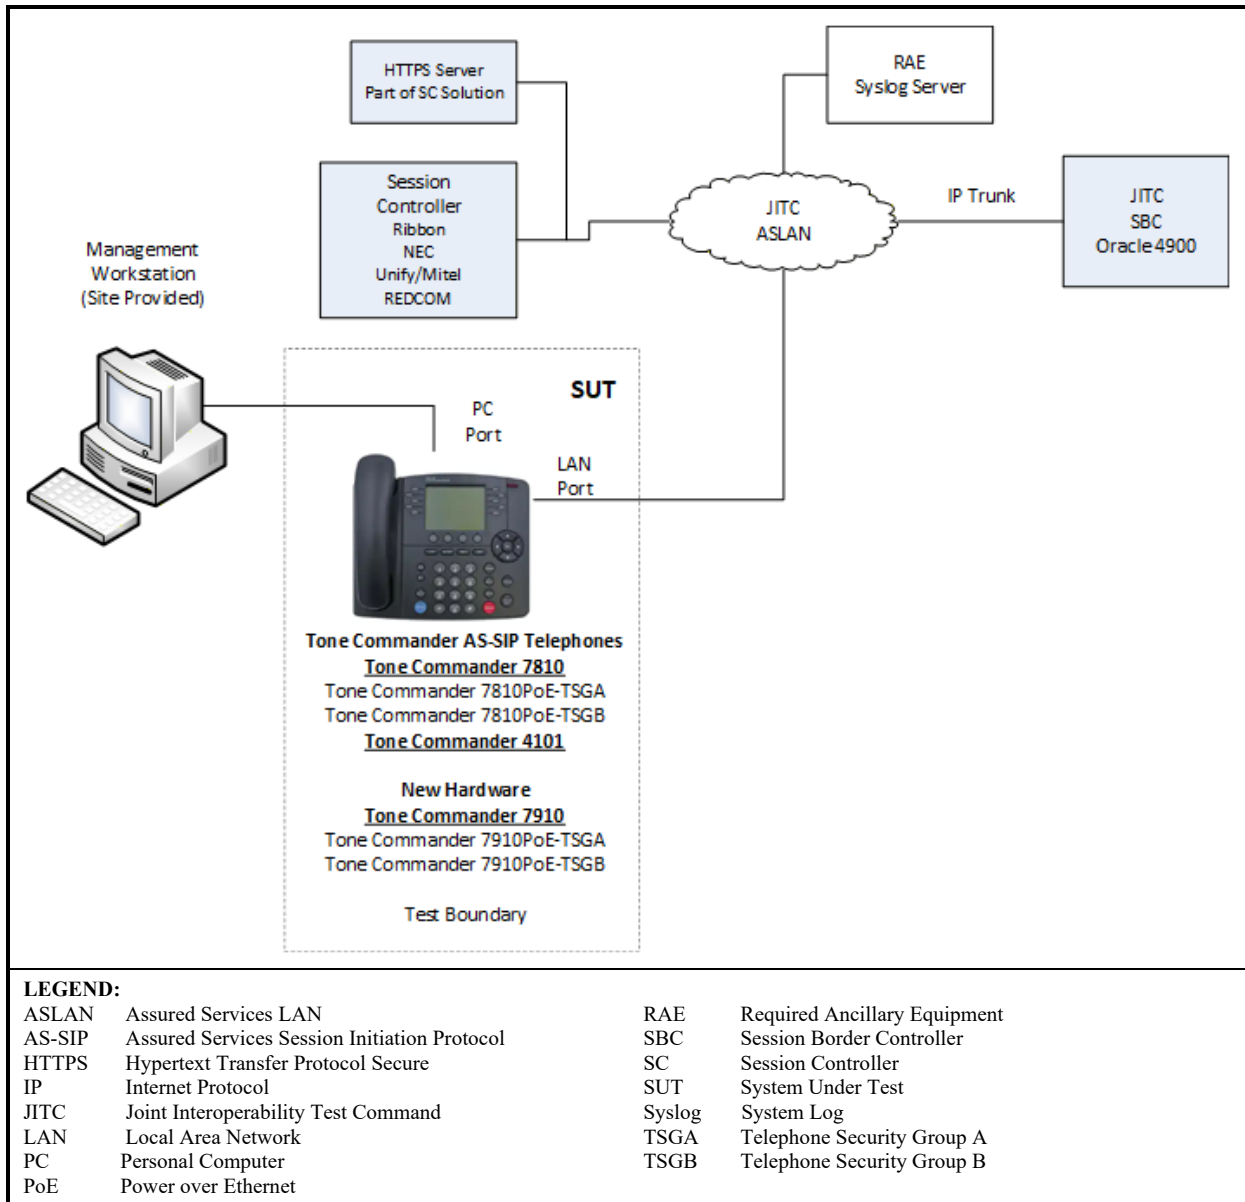 HTTPS Server
Part of SC Solution
RAE
Syslog Server
Session
Controller
Ribbon
NEC
Unify/Mitel
REDCOM
JITC
ASLAN
IP Trunk
JITC
SBC
Oracle 4900
Management
Workstation
(Site Provided)
SUT
PC
Port
LAN
Port
Tone Commander AS-SIP Telephones
Tone Commander 7810
Tone Commander 7810PoE-TSGA
Tone Commander 7810PoE-TSGB
Tone Commander 4101
New Hardware
Tone Commander 7910
Tone Commander 7910PoE-TSGA
Tone Commander 7910PoE-TSGB
Test Boundary
LEGEND:
ASLAN Assured Services LAN
AS-SIP Assured Services Session Initiation Protocol
HTTPS Hypertext Transfer Protocol Secure
IP Internet Protocol
JITC Joint Interoperability Test Command
LAN Local Area Network
PC Personal Computer
PoE Power over Ethernet
RAE Required Ancillary Equipment
SBC Session Border Controller
SC Session Controller
SUT System Under Test
Syslog System Log
TSGA Telephone Security Group A
TSGB Telephone Security Group B